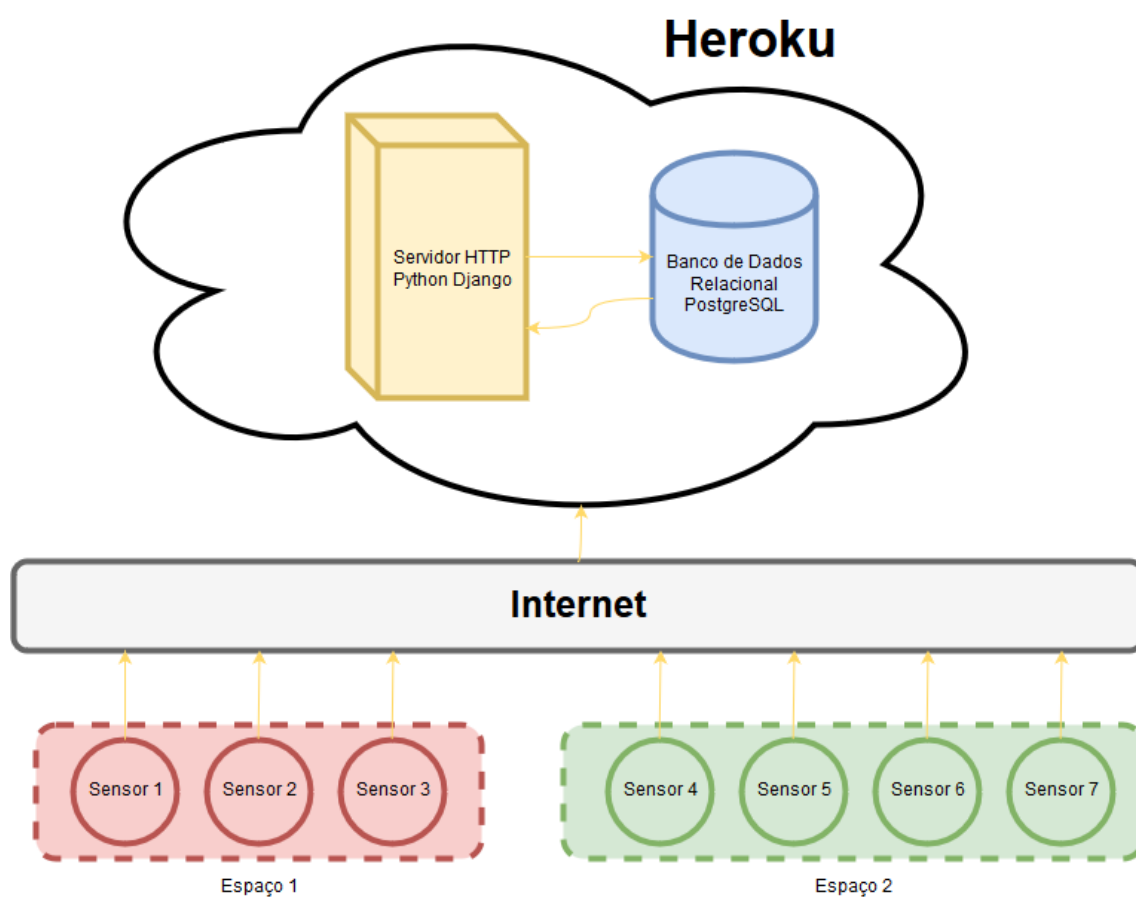 Heroku
Servidor HTTP
Python Django
Banco de Dados
Relacional
PostgreSQL
Internet
Sensor 1
Sensor 2
Sensor 3
Sensor 4
Sensor 5
Sensor 6
Sensor 7
Espaço 1
Espaço 2